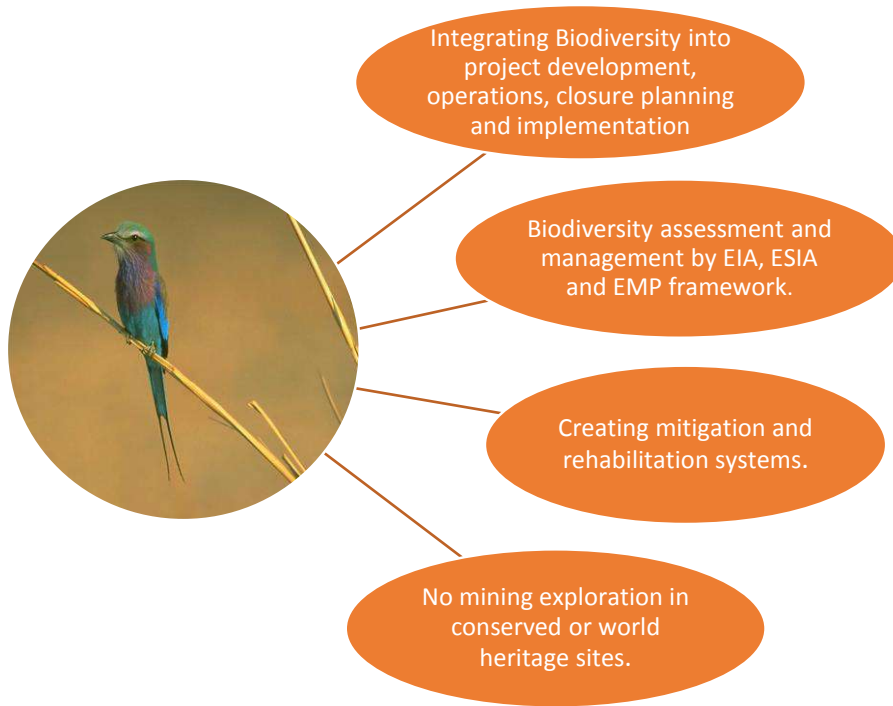 Integrating Biodiversity into
project development,
operations, closure planning
and implementation
Biodiversity assessment and
management by EIA, ESIA
and EMP framework.
Creating mitigation and
rehabilitation systems.
No mining exploration in
conserved or world
heritage sites.